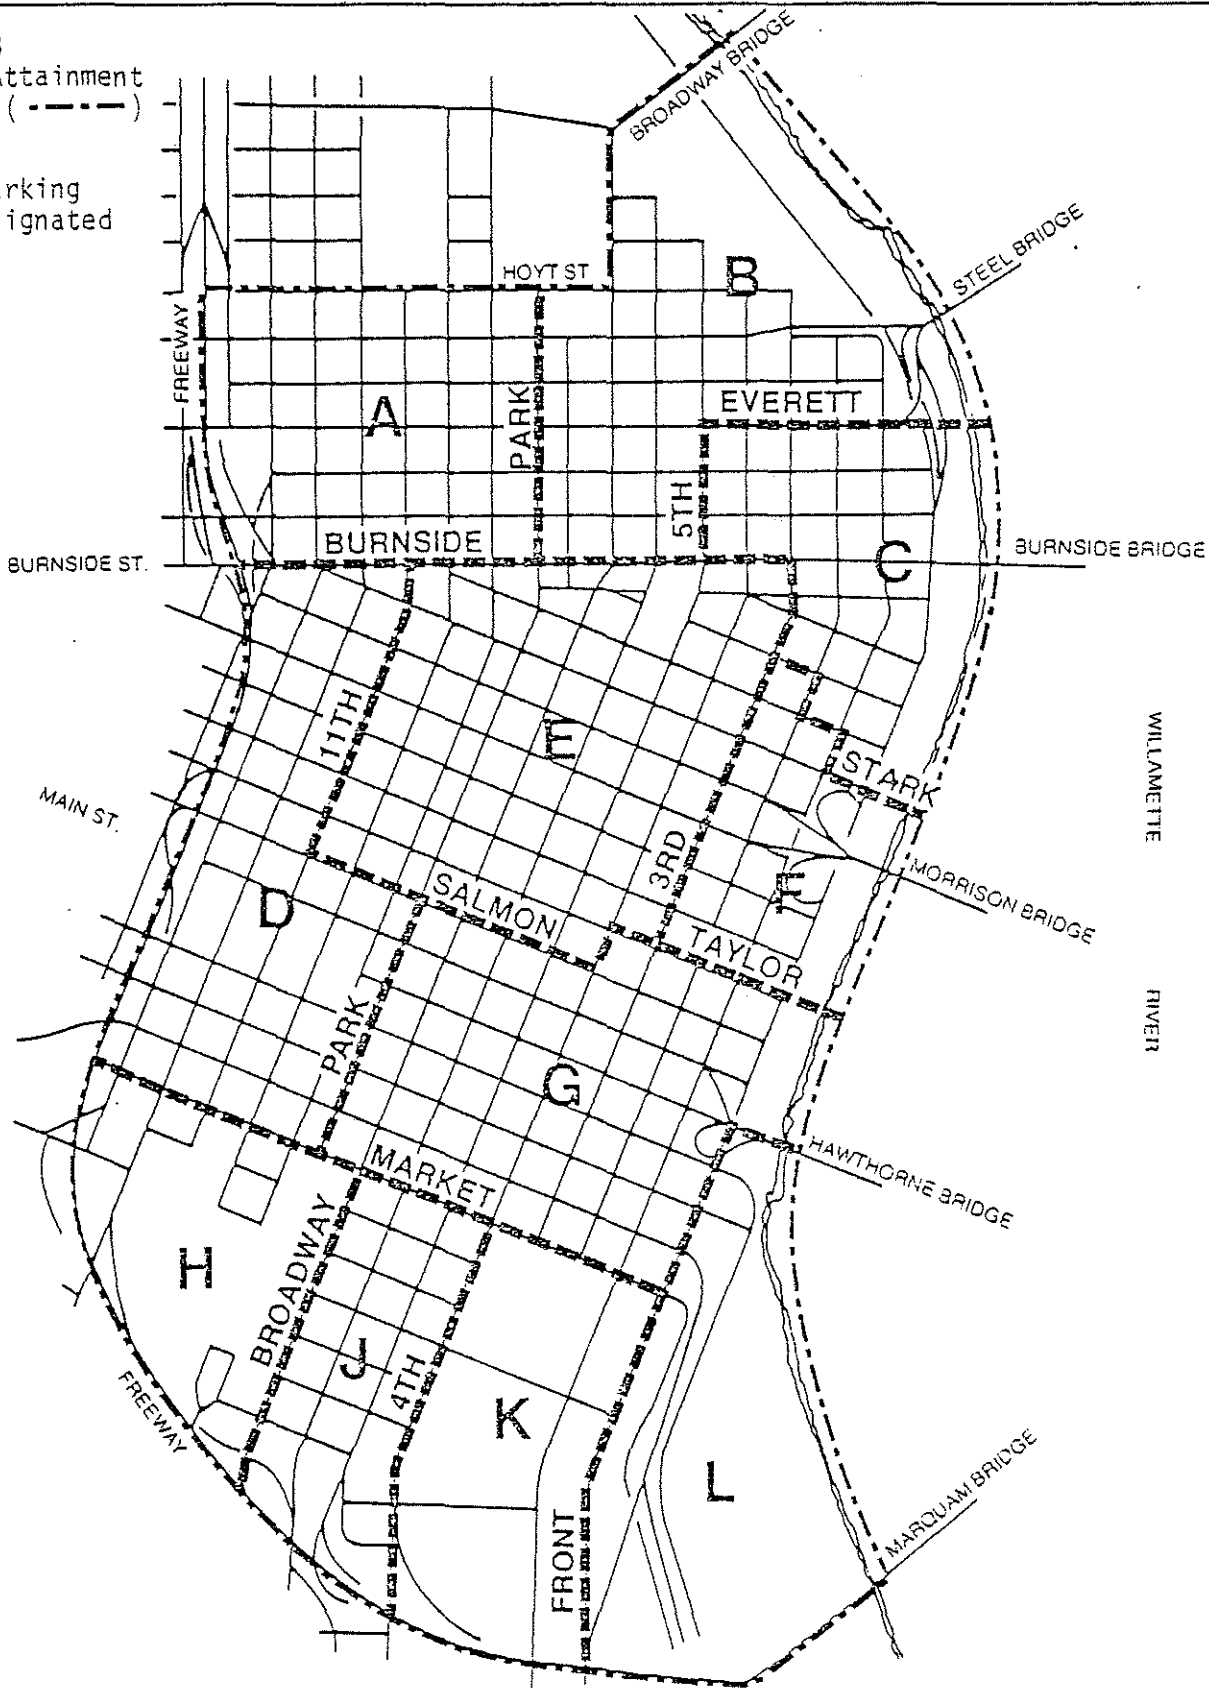 Attainment
( )
rking
ignated
BROADWAY BRIDGE
STEEL BRIDGE
HOYT ST
B
FREEWAY
A
PARK
EVERETT
5TH
BURNSIDE
C
BURNSIDE ST.
BURNSIDE BRIDGE
11TH
E
STARK
WILLAMETTE
MAIN ST.
3RD
F
MORRISON BRIDGE
D
SALMON
TAYLOR
RIVER
PARK
G
MARKET
HAWTHORNE BRIDGE
H
BROADWAY
J
4TH
K
FREEWAY
L
FRONT
MARQUAM BRIDGE